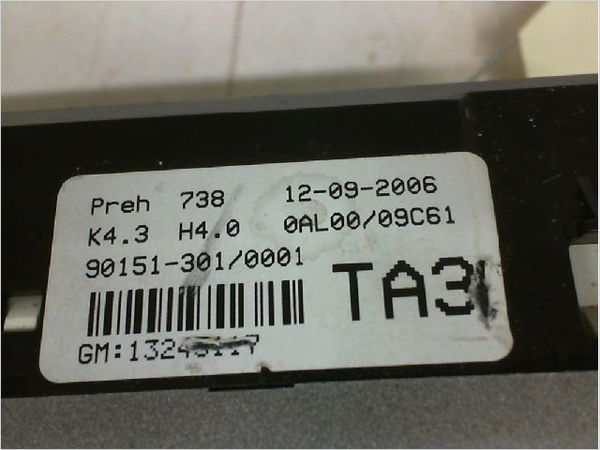 Preh 738 12-09-2006
K4.3 H4.0 0AL00/09C61
90151-301/0001
TA3